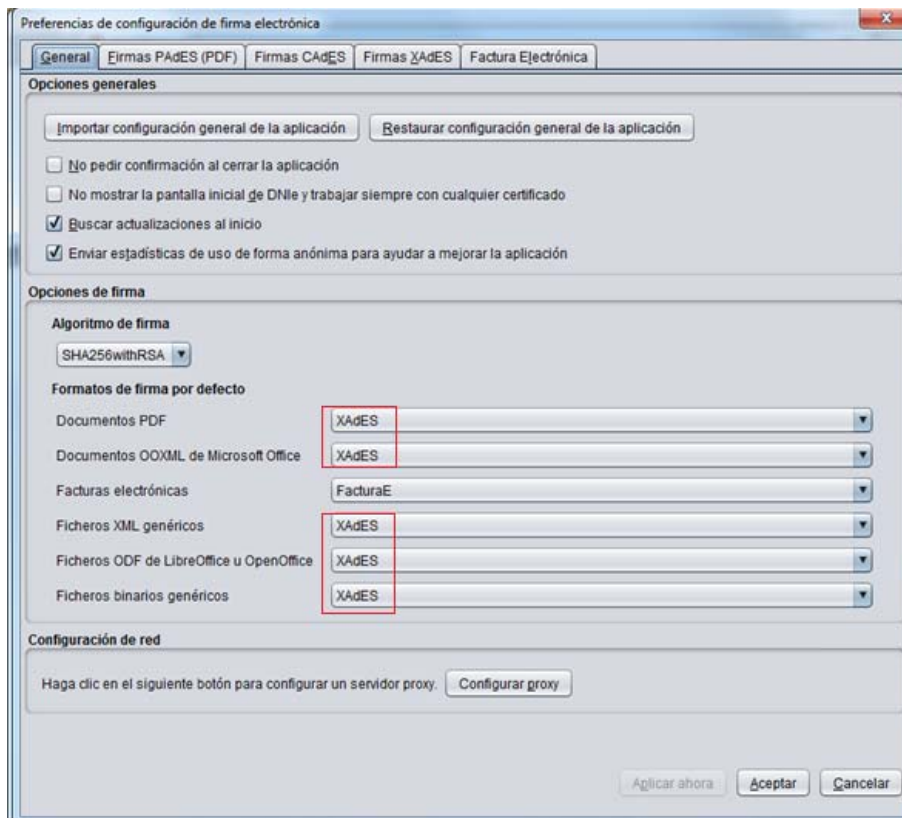 Preferencias de configuración de firma electrónica
General Firmas PAdES (PDF) Firmas CAdES Firmas XAdES Factura Electrónica
Opciones generales
Importar configuración general de la aplicación Restaurar configuración general de la aplicación
No pedir confirmación al cerrar la aplicación
No mostrar la pantalla inicial de DNIe y trabajar siempre con cualquier certificado
Buscar actualizaciones al inicio
Enviar estadísticas de uso de forma anónima para ayudar a mejorar la aplicación
Opciones de firma
Algoritmo de firma
SHA256withRSA
Formatos de firma por defecto
Documentos PDF XAdES
Documentos OOXML de Microsoft Office XAdES
Facturas electrónicas FacturaE
Ficheros XML genéricos XAdES
Ficheros ODF de LibreOffice u OpenOffice XAdES
Ficheros binarios genéricos XAdES
Configuración de red
Haga clic en el siguiente botón para configurar un servidor proxy. Configurar proxy
Aplicar ahora Aceptar Cancelar